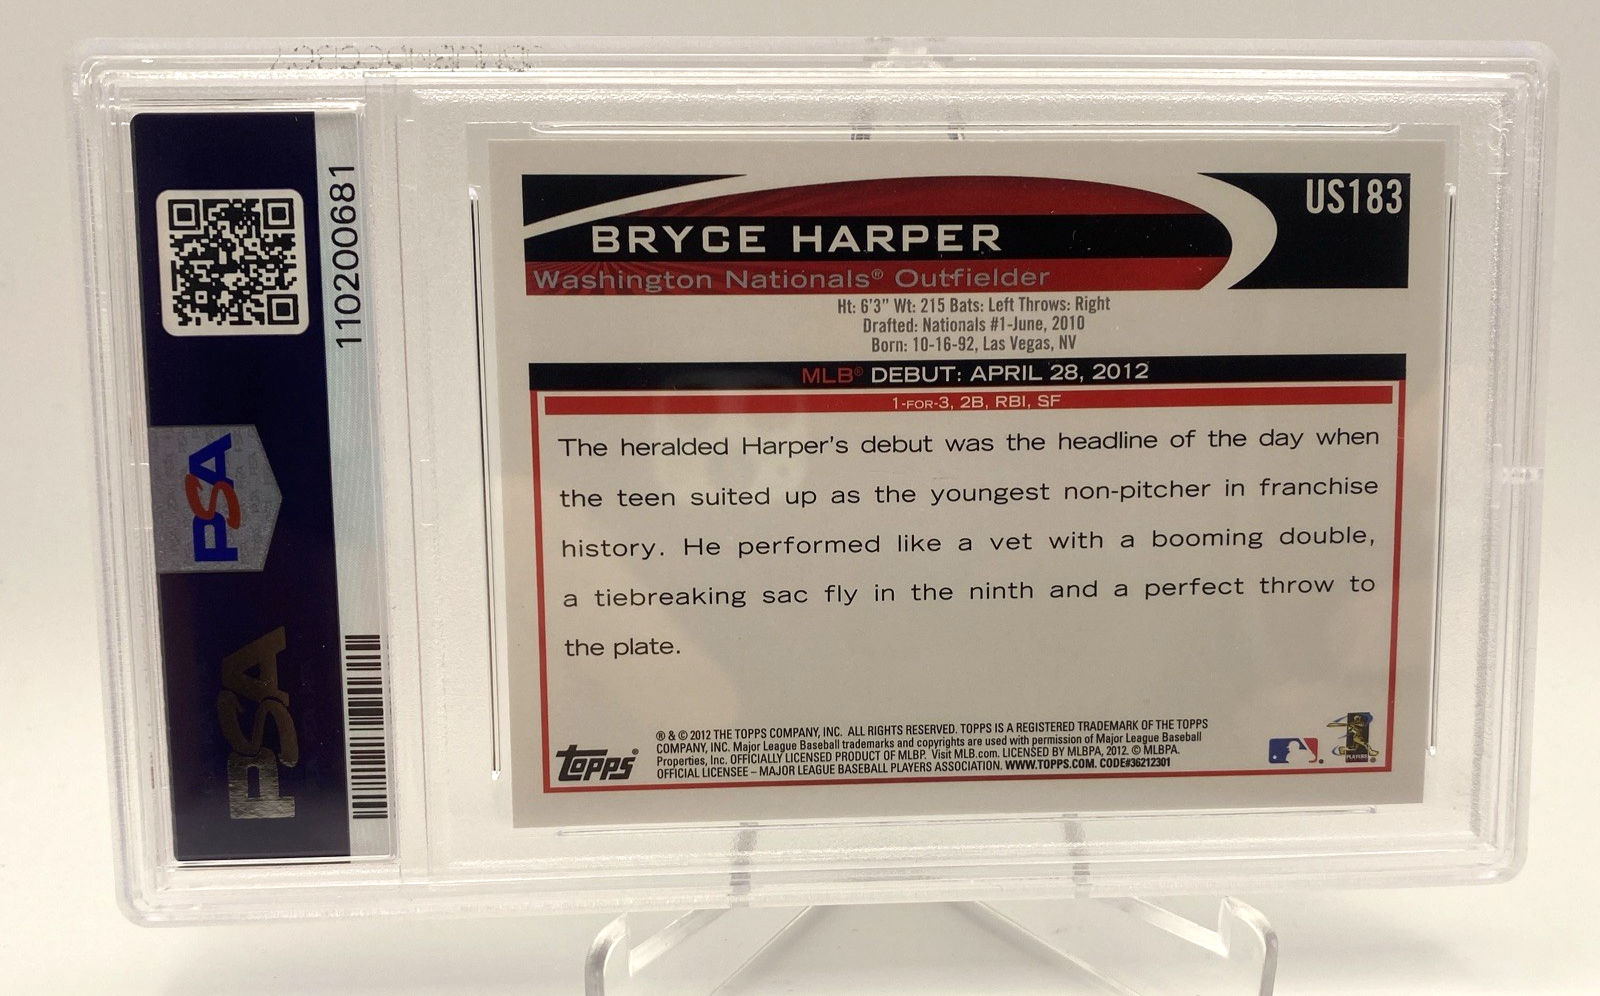 110200681
PSA
PSA
US183
BRYCE HARPER
Washington Nationals® Outfielder
Ht: 6'3" Wt: 215 Bats: Left Throws: Right
Drafted: Nationals #1-June, 2010
Born: 10-16-92, Las Vegas, NV
MLB® DEBUT: APRIL 28, 2012
1-FOR-3, 2B, RBI, SF
The heralded Harper's debut was the headline of the day when
the teen suited up as the youngest non-pitcher in franchise
history. He performed like a vet with a booming double,
a tiebreaking sac fly in the ninth and a perfect throw to
the plate.
topps®
® & © 2012 THE TOPPS COMPANY, INC. ALL RIGHTS RESERVED. TOPPS IS A REGISTERED TRADEMARK OF THE TOPPS
COMPANY, INC. Major League Baseball trademarks and copyrights are used with permission of Major League Baseball
Properties, Inc. OFFICIALLY LICENSED PRODUCT OF MLBP. Visit MLB.com. LICENSED BY MLBPA, 2012. © MLBPA.
OFFICIAL LICENSEE – MAJOR LEAGUE BASEBALL PLAYERS ASSOCIATION. WWW.TOPPS.COM. CODE#36212301